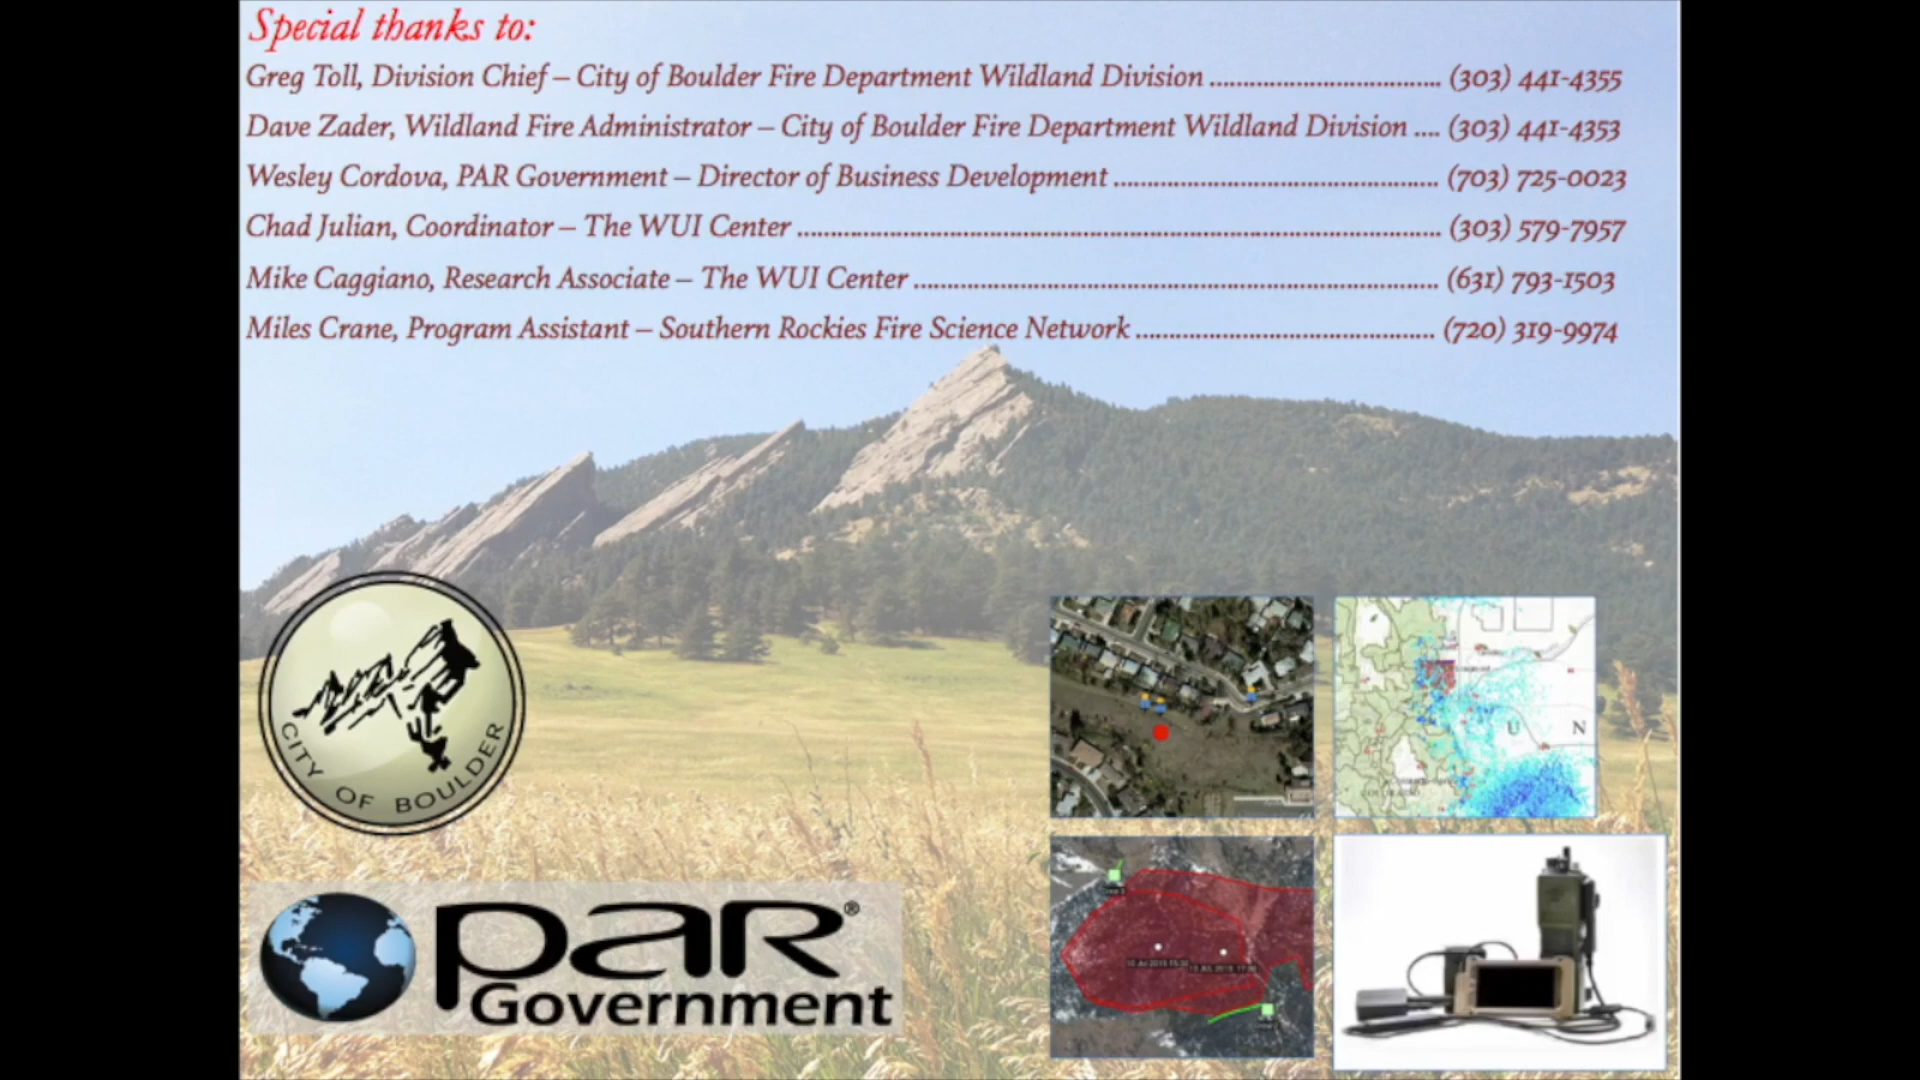 Special thanks to:
Greg Toll, Division Chief – City of Boulder Fire Department Wildland Division .................................. (303) 441-4355
Dave Zader, Wildland Fire Administrator – City of Boulder Fire Department Wildland Division .... (303) 441-4353
Wesley Cordova, PAR Government – Director of Business Development ................................................ (703) 725-0023
Chad Julian, Coordinator – The WUI Center ................................................................................................ (303) 579-7957
Mike Caggiano, Research Associate – The WUI Center .............................................................................. (631) 793-1503
Miles Crane, Program Assistant – Southern Rockies Fire Science Network ............................................ (720) 319-9974
CITY OF BOULDER
U N
PAR®
Government